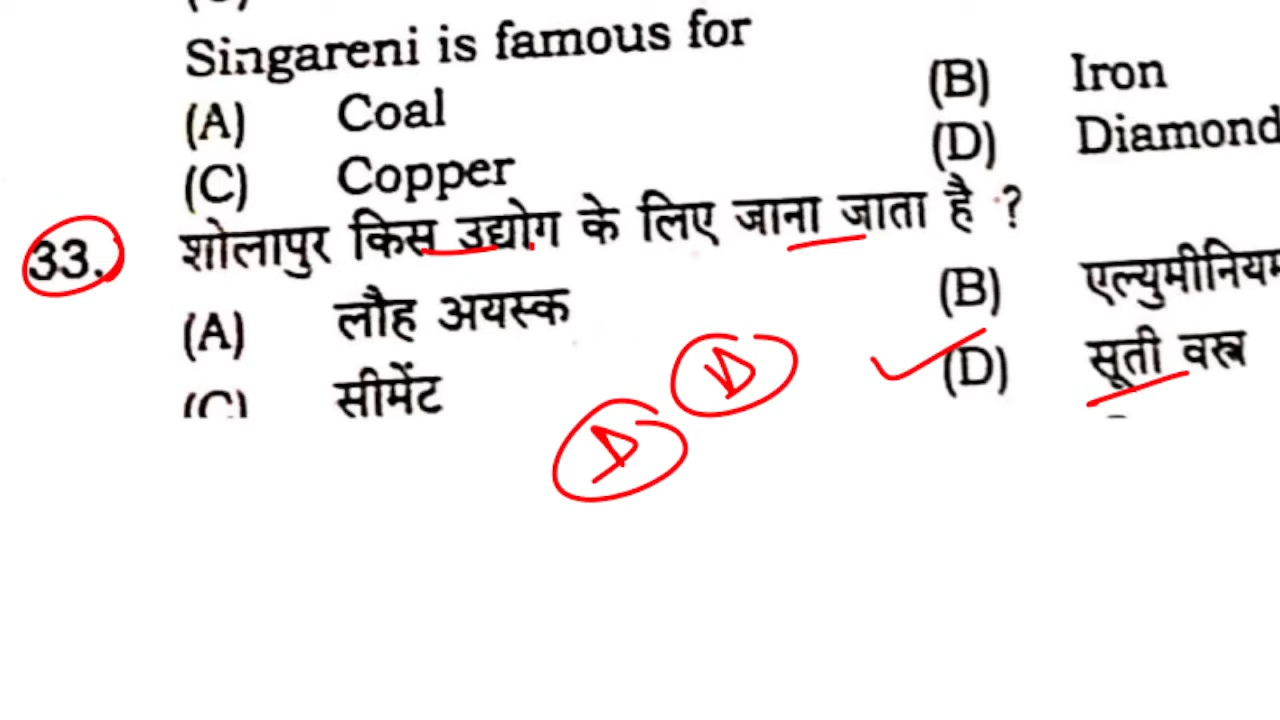 Singareni is famous for
(A) Coal (B) Iron
(C) Copper (D) Diamond
33. शोलापुर किस उद्योग के लिए जाना जाता है ?
(A) लौह अयस्क (B) एल्युमीनियम
(C) सीमेंट (D) सूती वस्त्र
D
D